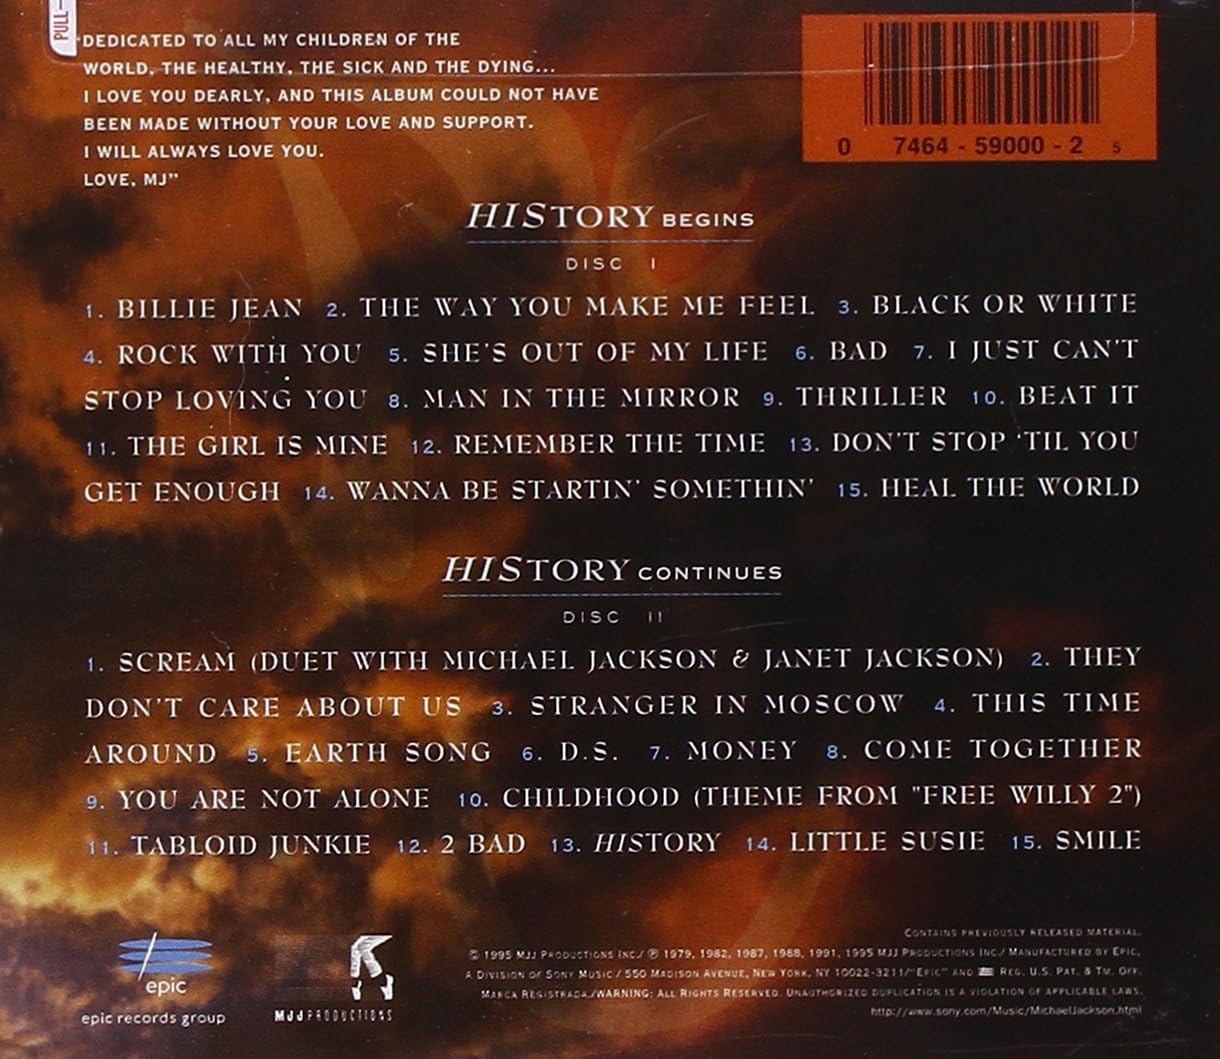 PULL
"DEDICATED TO ALL MY CHILDREN OF THE
WORLD, THE HEALTHY, THE SICK AND THE DYING...
I LOVE YOU DEARLY, AND THIS ALBUM COULD NOT HAVE
BEEN MADE WITHOUT YOUR LOVE AND SUPPORT.
I WILL ALWAYS LOVE YOU.
LOVE, MJ"
0 7464 - 59000 - 2 5
HISTORY BEGINS
DISC I
1. BILLIE JEAN 2. THE WAY YOU MAKE ME FEEL 3. BLACK OR WHITE
4. ROCK WITH YOU 5. SHE'S OUT OF MY LIFE 6. BAD 7. I JUST CAN'T
STOP LOVING YOU 8. MAN IN THE MIRROR 9. THRILLER 10. BEAT IT
11. THE GIRL IS MINE 12. REMEMBER THE TIME 13. DON'T STOP 'TIL YOU
GET ENOUGH 14. WANNA BE STARTIN' SOMETHIN' 15. HEAL THE WORLD
HISTORY CONTINUES
DISC II
1. SCREAM (DUET WITH MICHAEL JACKSON & JANET JACKSON) 2. THEY
DON'T CARE ABOUT US 3. STRANGER IN MOSCOW 4. THIS TIME
AROUND 5. EARTH SONG 6. D.S. 7. MONEY 8. COME TOGETHER
9. YOU ARE NOT ALONE 10. CHILDHOOD (THEME FROM "FREE WILLY 2")
11. TABLOID JUNKIE 12. 2 BAD 13. HISTORY 14. LITTLE SUSIE 15. SMILE
epic
epic records group
MJJ PRODUCTIONS
CONTAINS PREVIOUSLY RELEASED MATERIAL.
© 1995 MJJ PRODUCTIONS INC./ ℗ 1979, 1982, 1987, 1988, 1991, 1995 MJJ PRODUCTIONS INC./ MANUFACTURED BY EPIC,
A DIVISION OF SONY MUSIC / 550 MADISON AVENUE, NEW YORK, NY 10022-3211/"EPIC" AND REG. U.S. PAT. & TM. OFF.
MARCA REGISTRADA./WARNING: ALL RIGHTS RESERVED. UNAUTHORIZED DUPLICATION IS A VIOLATION OF APPLICABLE LAWS.
http://www.sony.com/Music/MichaelJackson.html